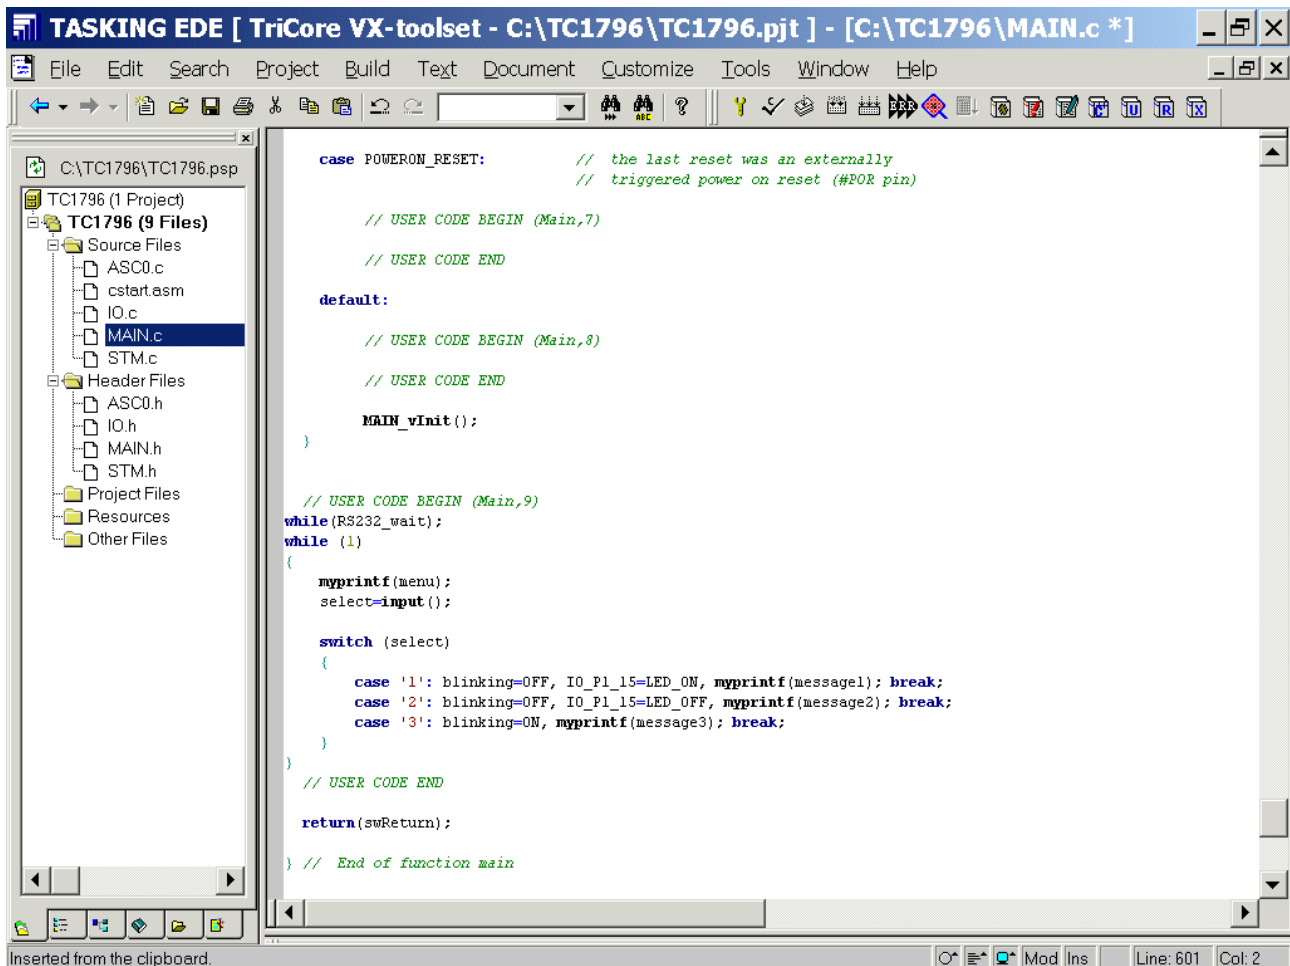 TASKING EDE [ TriCore VX-toolset - C:\TC1796\TC1796.pjt ] - [C:\TC1796\MAIN.c *]
File Edit Search Project Build Text Document Customize Tools Window Help
C:\TC1796\TC1796.psp
TC1796 (1 Project)
TC1796 (9 Files)
Source Files
ASC0.c
cstart.asm
IO.c
MAIN.c
STM.c
Header Files
ASC0.h
IO.h
MAIN.h
STM.h
Project Files
Resources
Other Files
case POWERON_RESET: // the last reset was an externally
// triggered power on reset (#POR pin)
// USER CODE BEGIN (Main,7)
// USER CODE END
default:
// USER CODE BEGIN (Main,8)
// USER CODE END
MAIN_vInit();
}
// USER CODE BEGIN (Main,9)
while(RS232_wait);
while (1)
{
myprintf(menu);
select=input();
switch (select)
{
case '1': blinking=OFF, IO_P1_15=LED_ON, myprintf(message1); break;
case '2': blinking=OFF, IO_P1_15=LED_OFF, myprintf(message2); break;
case '3': blinking=ON, myprintf(message3); break;
}
}
// USER CODE END
return(swReturn);
} // End of function main
Inserted from the clipboard. Mod Ins Line: 601 Col: 2